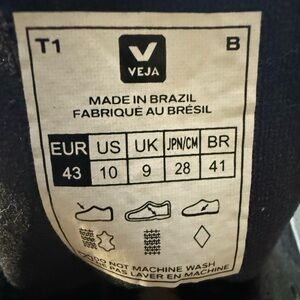 T1 V B
VEJA
MADE IN BRAZIL
FABRIQUÉ AU BRÉSIL
EUR US UK JPN/CM BR
43 10 9 28 41
DO NOT MACHINE WASH
NE PAS LAVER EN MACHINE